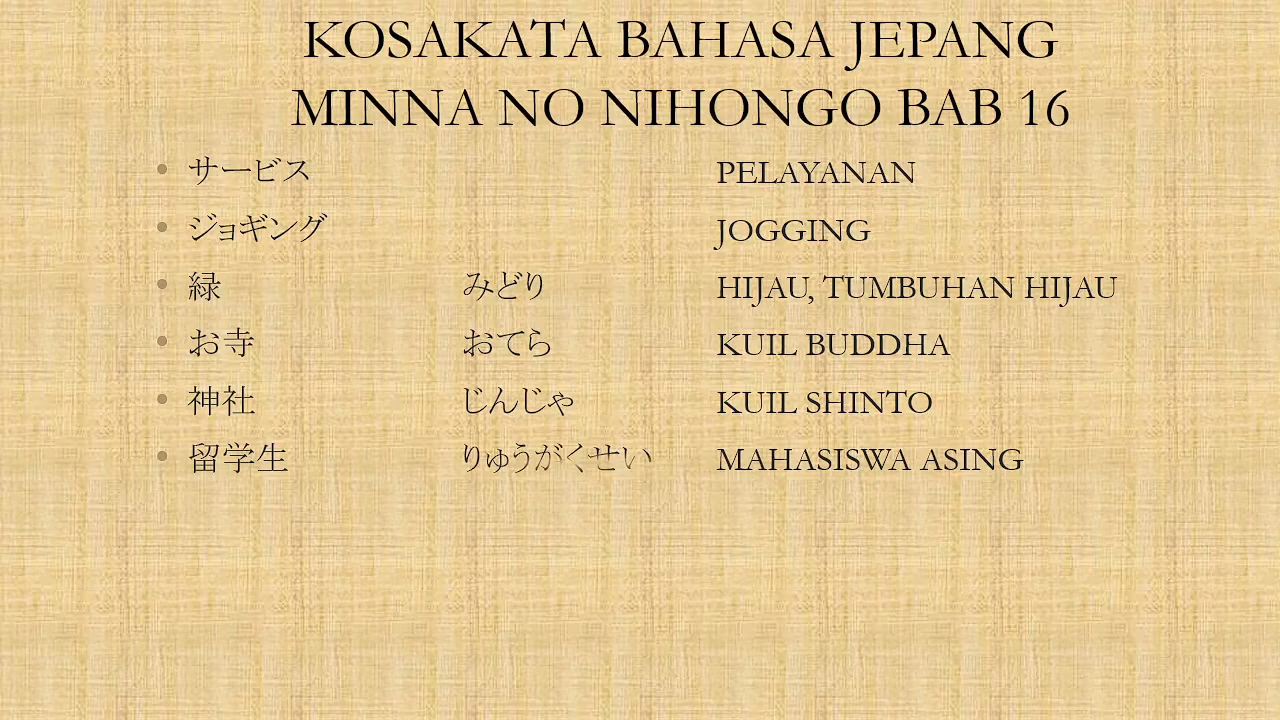 KOSAKATA BAHASA JEPANG
MINNA NO NIHONGO BAB 16
• サービス PELAYANAN
• ジョギング JOGGING
• 緑 みどり HIJAU, TUMBUHAN HIJAU
• お寺 おてら KUIL BUDDHA
• 神社 じんじゃ KUIL SHINTO
• 留学生 りゅうがくせい MAHASISWA ASING